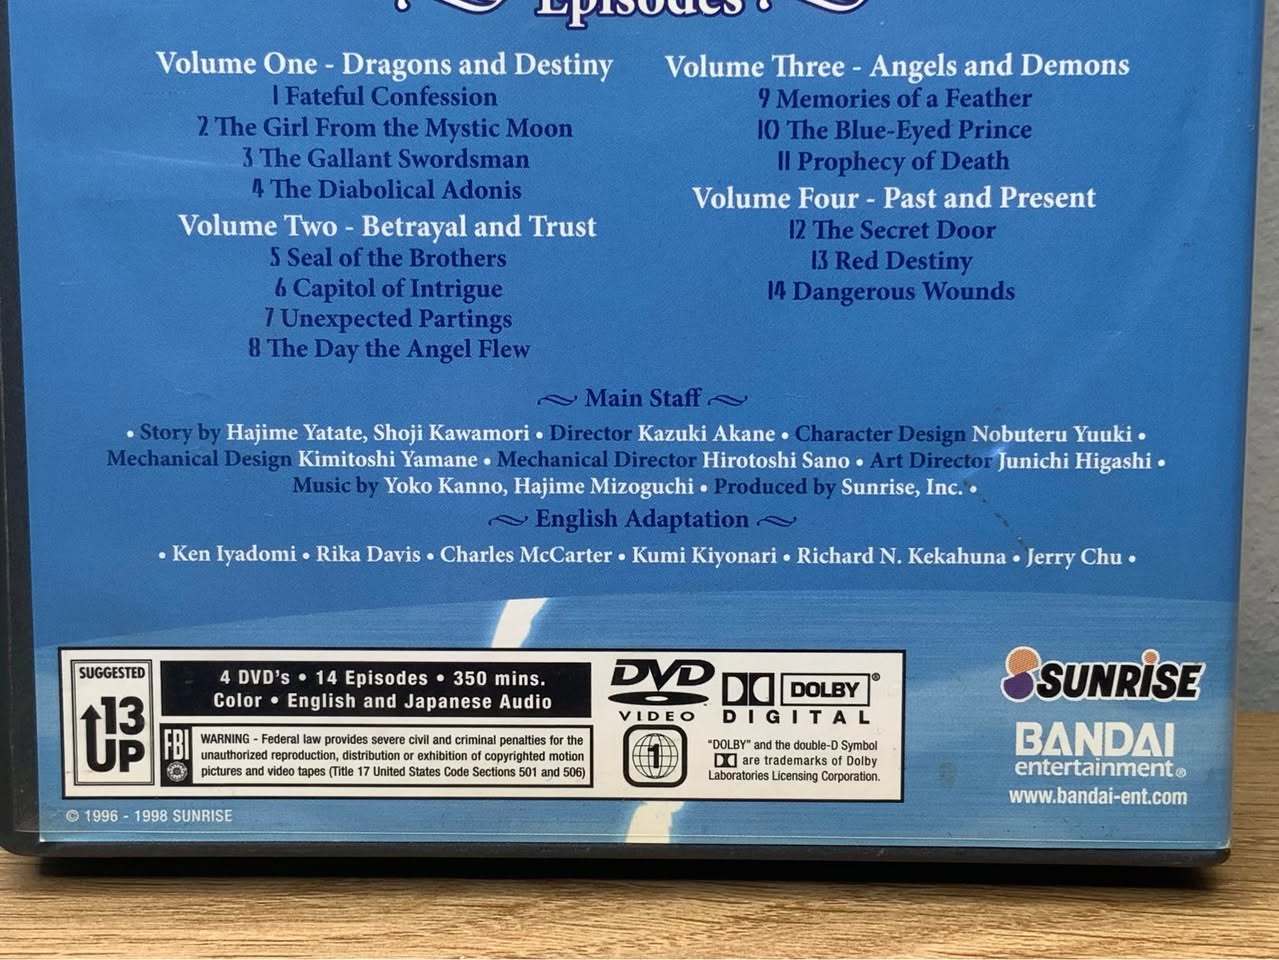 Episodes
Volume One - Dragons and Destiny
1 Fateful Confession
2 The Girl From the Mystic Moon
3 The Gallant Swordsman
4 The Diabolical Adonis
Volume Two - Betrayal and Trust
5 Seal of the Brothers
6 Capitol of Intrigue
7 Unexpected Partings
8 The Day the Angel Flew
Volume Three - Angels and Demons
9 Memories of a Feather
10 The Blue-Eyed Prince
11 Prophecy of Death
Volume Four - Past and Present
12 The Secret Door
13 Red Destiny
14 Dangerous Wounds
Main Staff
• Story by Hajime Yatate, Shoji Kawamori • Director Kazuki Akane • Character Design Nobuteru Yuuki •
Mechanical Design Kimitoshi Yamane • Mechanical Director Hirotoshi Sano • Art Director Junichi Higashi •
Music by Yoko Kanno, Hajime Mizoguchi • Produced by Sunrise, Inc. •
English Adaptation
• Ken Iyadomi • Rika Davis • Charles McCarter • Kumi Kiyonari • Richard N. Kekahuna • Jerry Chu •
SUGGESTED
13
UP
4 DVD's • 14 Episodes • 350 mins.
Color • English and Japanese Audio
FBI
WARNING - Federal law provides severe civil and criminal penalties for the
unauthorized reproduction, distribution or exhibition of copyrighted motion
pictures and video tapes (Title 17 United States Code Sections 501 and 506)
DVD
VIDEO
1
DOLBY®
DIGITAL
"DOLBY" and the double-D Symbol
are trademarks of Dolby
Laboratories Licensing Corporation.
SUNRISE
BANDAI
entertainment®
www.bandai-ent.com
© 1996 - 1998 SUNRISE